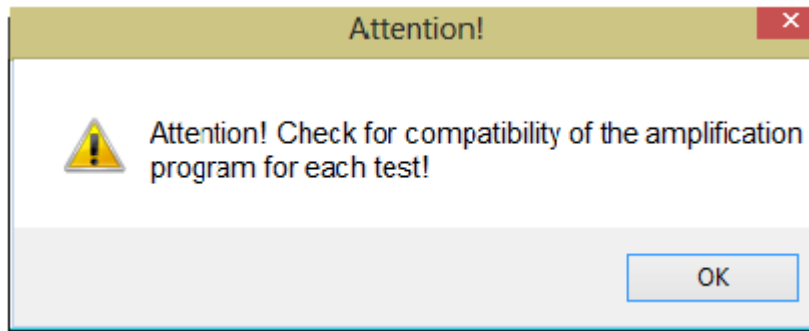 Attention!
Attention! Check for compatibility of the amplification
program for each test!
OK